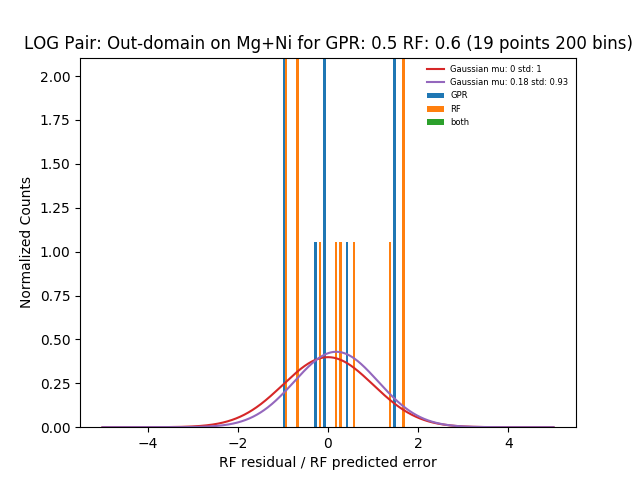 LOG Pair: Out-domain on Mg+Ni for GPR: 0.5 RF: 0.6 (19 points 200 bins)
Gaussian mu: 0 std: 1
Gaussian mu: 0.18 std: 0.93
GPR
RF
both
2.00
1.75
1.50
1.25
1.00
0.75
0.50
0.25
0.00
Normalized Counts
−4 −2 0 2 4
RF residual / RF predicted error